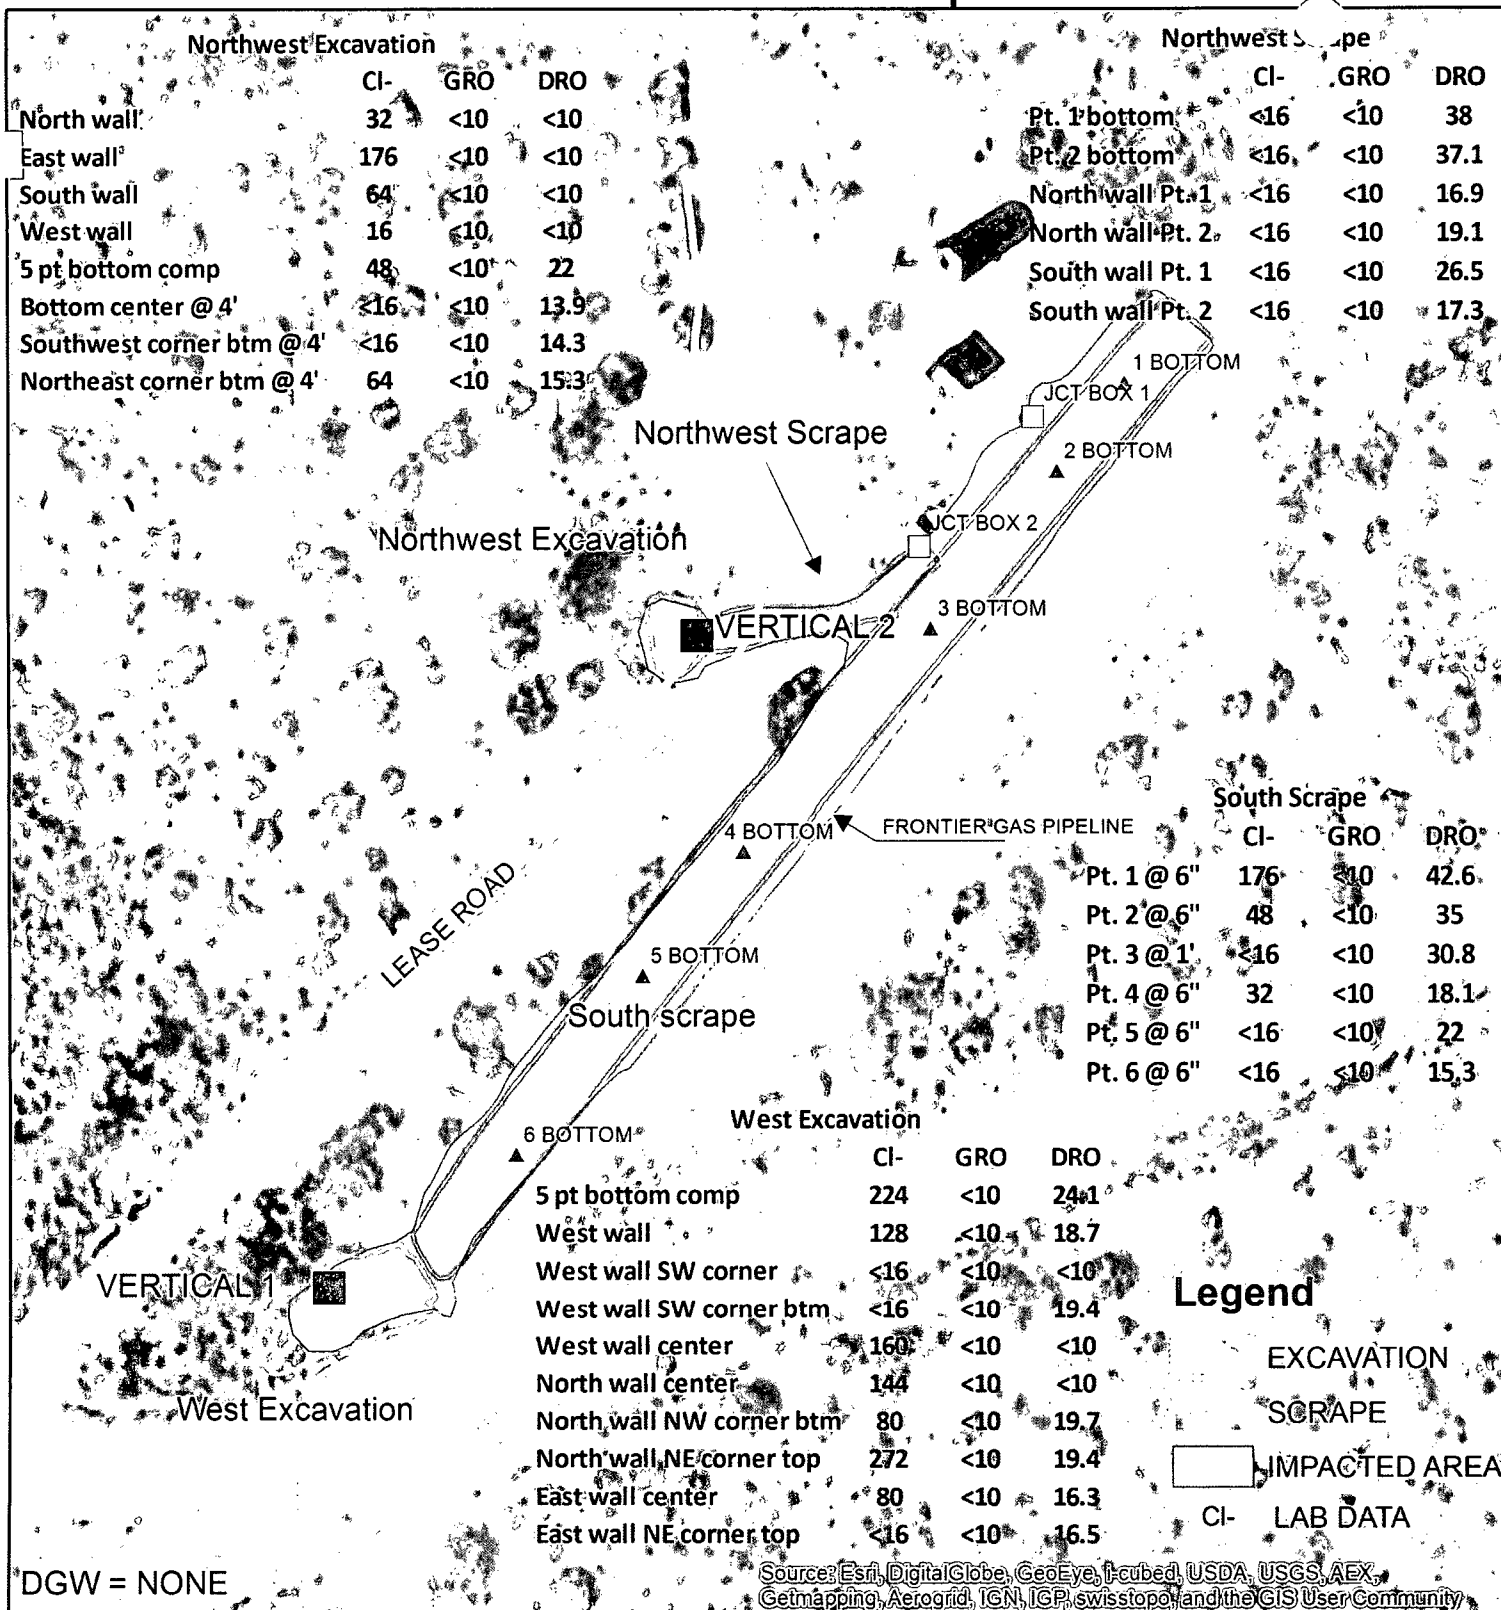 Northwest Excavation
Cl- GRO DRO
North wall 32 <10 <10
East wall 176 <10 <10
South wall 64 <10 <10
West wall 16 <10 <10
5 pt bottom comp 48 <10 22
Bottom center @ 4' <16 <10 13.9
Southwest corner btm @ 4' <16 <10 14.3
Northeast corner btm @ 4' 64 <10 15.3
Northwest
Cl- GRO DRO
Pt. 1 bottom <16 <10 38
Pt. 2 bottom <16 <10 37.1
North wall Pt. 1 <16 <10 16.9
North wall Pt. 2 <16 <10 19.1
South wall Pt. 1 <16 <10 26.5
South wall Pt. 2 <16 <10 17.3
1 BOTTOM
JCT BOX 1
Northwest Scrape
2 BOTTOM
JCT BOX 2
Northwest Excavation
3 BOTTOM
VERTICAL 2
4 BOTTOM
FRONTIER GAS PIPELINE
LEASE ROAD
5 BOTTOM
South scrape
South Scrape
Cl- GRO DRO
Pt. 1 @ 6" 176 <10 42.6
Pt. 2 @ 6" 48 <10 35
Pt. 3 @ 1' <16 <10 30.8
Pt. 4 @ 6" 32 <10 18.1
Pt. 5 @ 6" <16 <10 22
Pt. 6 @ 6" <16 <10 15.3
6 BOTTOM
VERTICAL 1
West Excavation
West Excavation
Cl- GRO DRO
5 pt bottom comp 224 <10 24.1
West wall 128 <10 18.7
West wall SW corner <16 <10 <10
West wall SW corner btm <16 <10 19.4
West wall center 160 <10 <10
North wall center 144 <10 <10
North wall NW corner btm 80 <10 19.7
North wall NE corner top 272 <10 19.4
East wall center 80 <10 16.3
East wall NE corner top <16 <10 16.5
Legend
EXCAVATION
SCRAPE
IMPACTED AREA
Cl- LAB DATA
DGW = NONE
Source: Esri, DigitalGlobe, GeoEye, i-cubed, USDA, USGS, AEX,
Getmapping, Aerogrid, IGN, IGP, swisstopo, and the GIS User Community